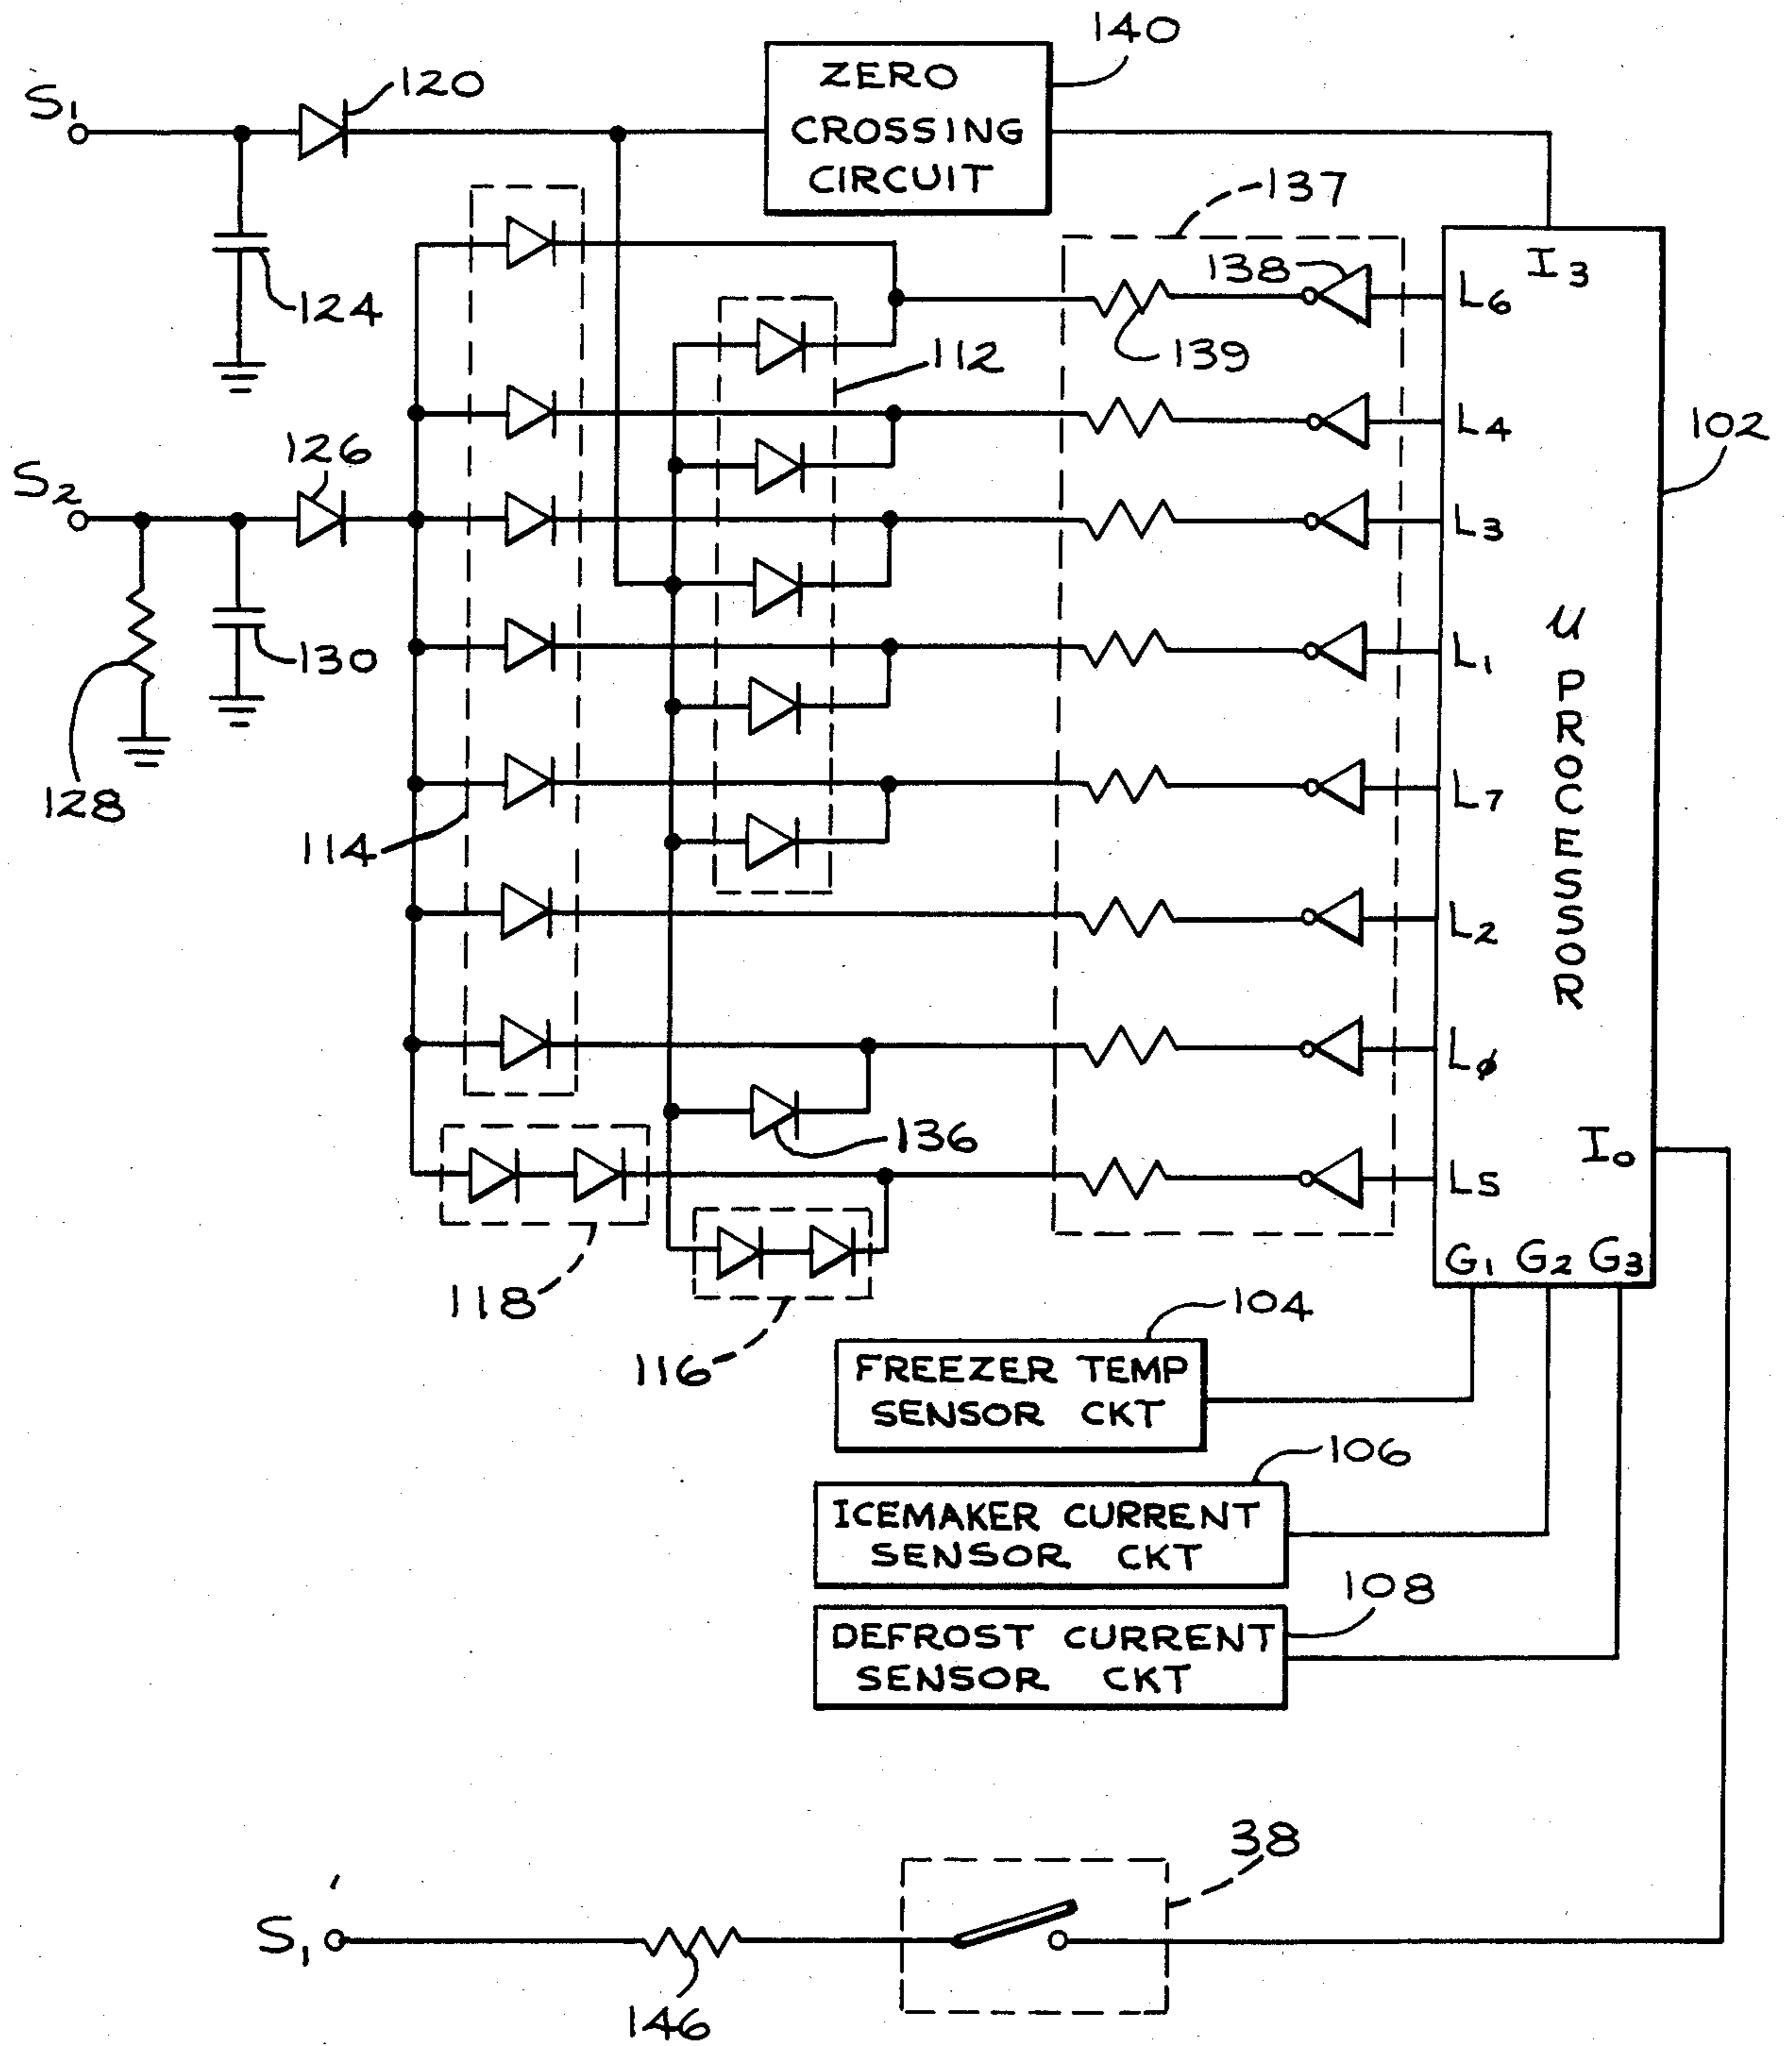 140
ZERO
CROSSING
CIRCUIT
S1
120
137
I3
138
L6
124
139
112
L4
102
126
S2
L3
130
L1
128
114
L7
µ
P
R
O
C
E
S
S
O
R
L2
Lø
136
I0
L5
118
116
G1 G2 G3
104
FREEZER TEMP
SENSOR CKT
106
ICEMAKER CURRENT
SENSOR CKT
108
DEFROST CURRENT
SENSOR CKT
38
S1'
146